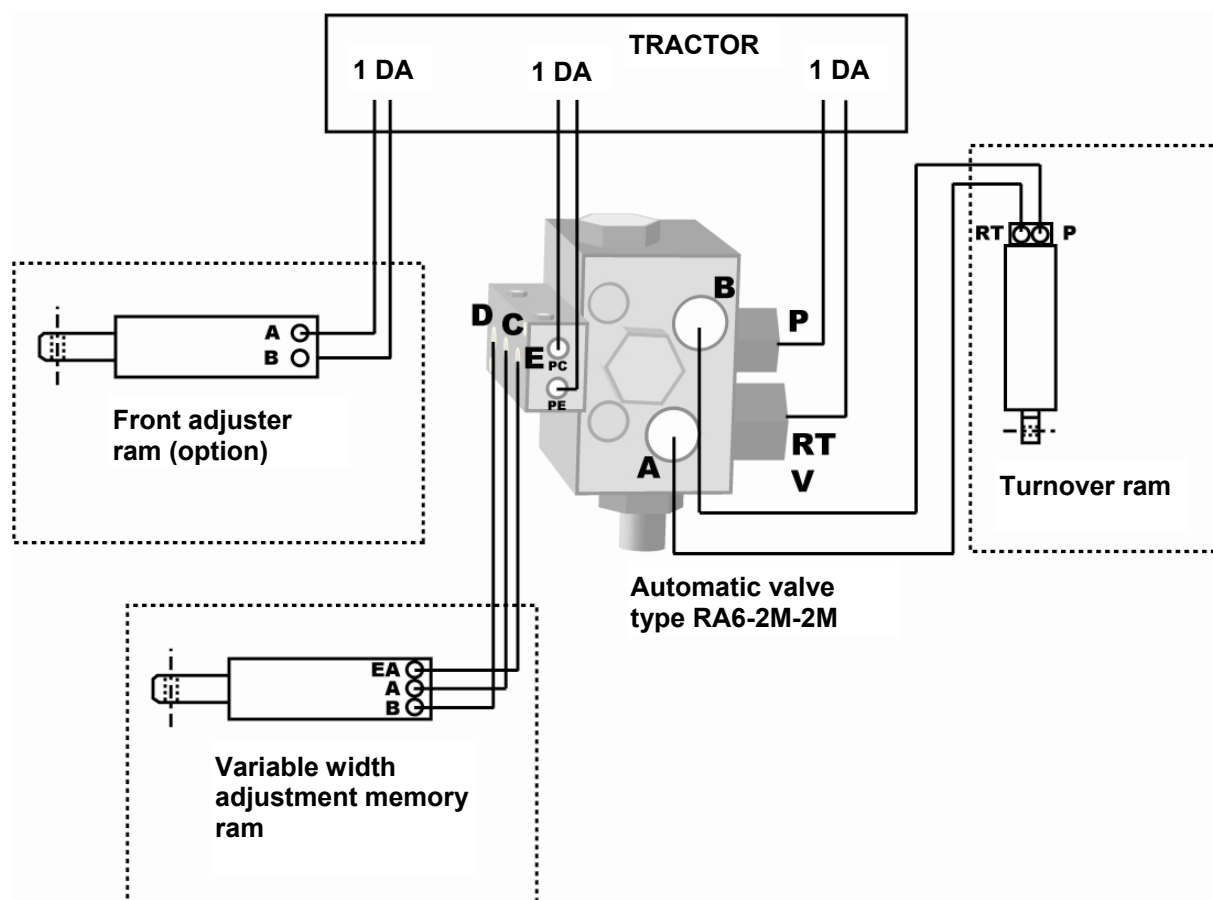 TRACTOR
1 DA
1 DA
1 DA
RT
P
B
P
D
C
E
PC
PE
A
RT
V
A
B
Front adjuster
ram (option)
Turnover ram
Automatic valve
type RA6-2M-2M
EA
A
B
Variable width
adjustment memory
ram